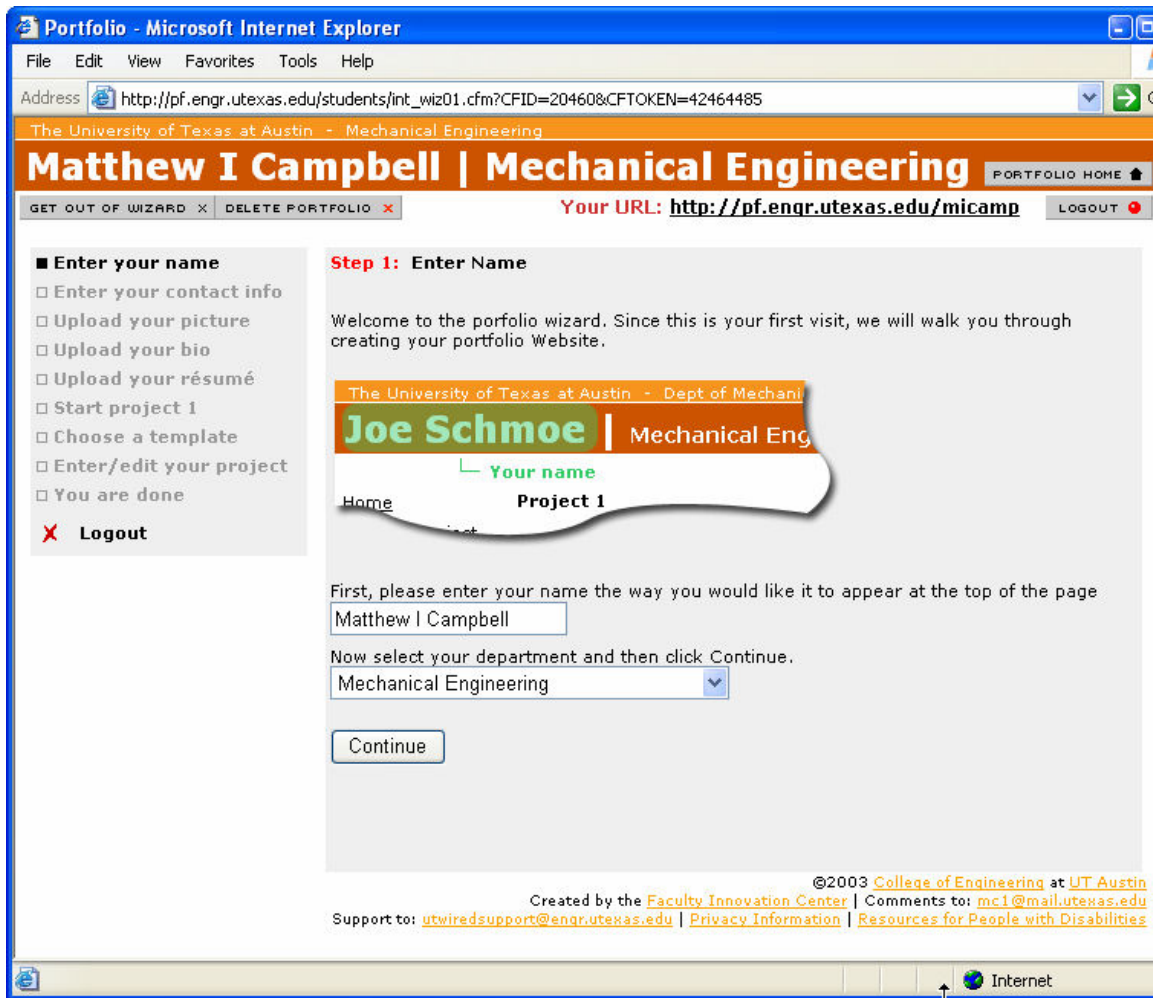 Portfolio - Microsoft Internet Explorer
File Edit View Favorites Tools Help
Address http://pf.engr.utexas.edu/students/int_wiz01.cfm?CFID=20460&CFTOKEN=42464485
The University of Texas at Austin - Mechanical Engineering
Matthew I Campbell | Mechanical Engineering PORTFOLIO HOME
GET OUT OF WIZARD X DELETE PORTFOLIO X Your URL: http://pf.engr.utexas.edu/micamp LOGOUT
Enter your name
Enter your contact info
Upload your picture
Upload your bio
Upload your résumé
Start project 1
Choose a template
Enter/edit your project
You are done
X Logout
Step 1: Enter Name
Welcome to the porfolio wizard. Since this is your first visit, we will walk you through
creating your portfolio Website.
The University of Texas at Austin - Dept of Mechani
Joe Schmoe | Mechanical Eng
Your name
Home Project 1
First, please enter your name the way you would like it to appear at the top of the page
Matthew I Campbell
Now select your department and then click Continue.
Mechanical Engineering
Continue
©2003 College of Engineering at UT Austin
Created by the Faculty Innovation Center | Comments to: mc1@mail.utexas.edu
Support to: utwiredsupport@engr.utexas.edu | Privacy Information | Resources for People with Disabilities
Internet